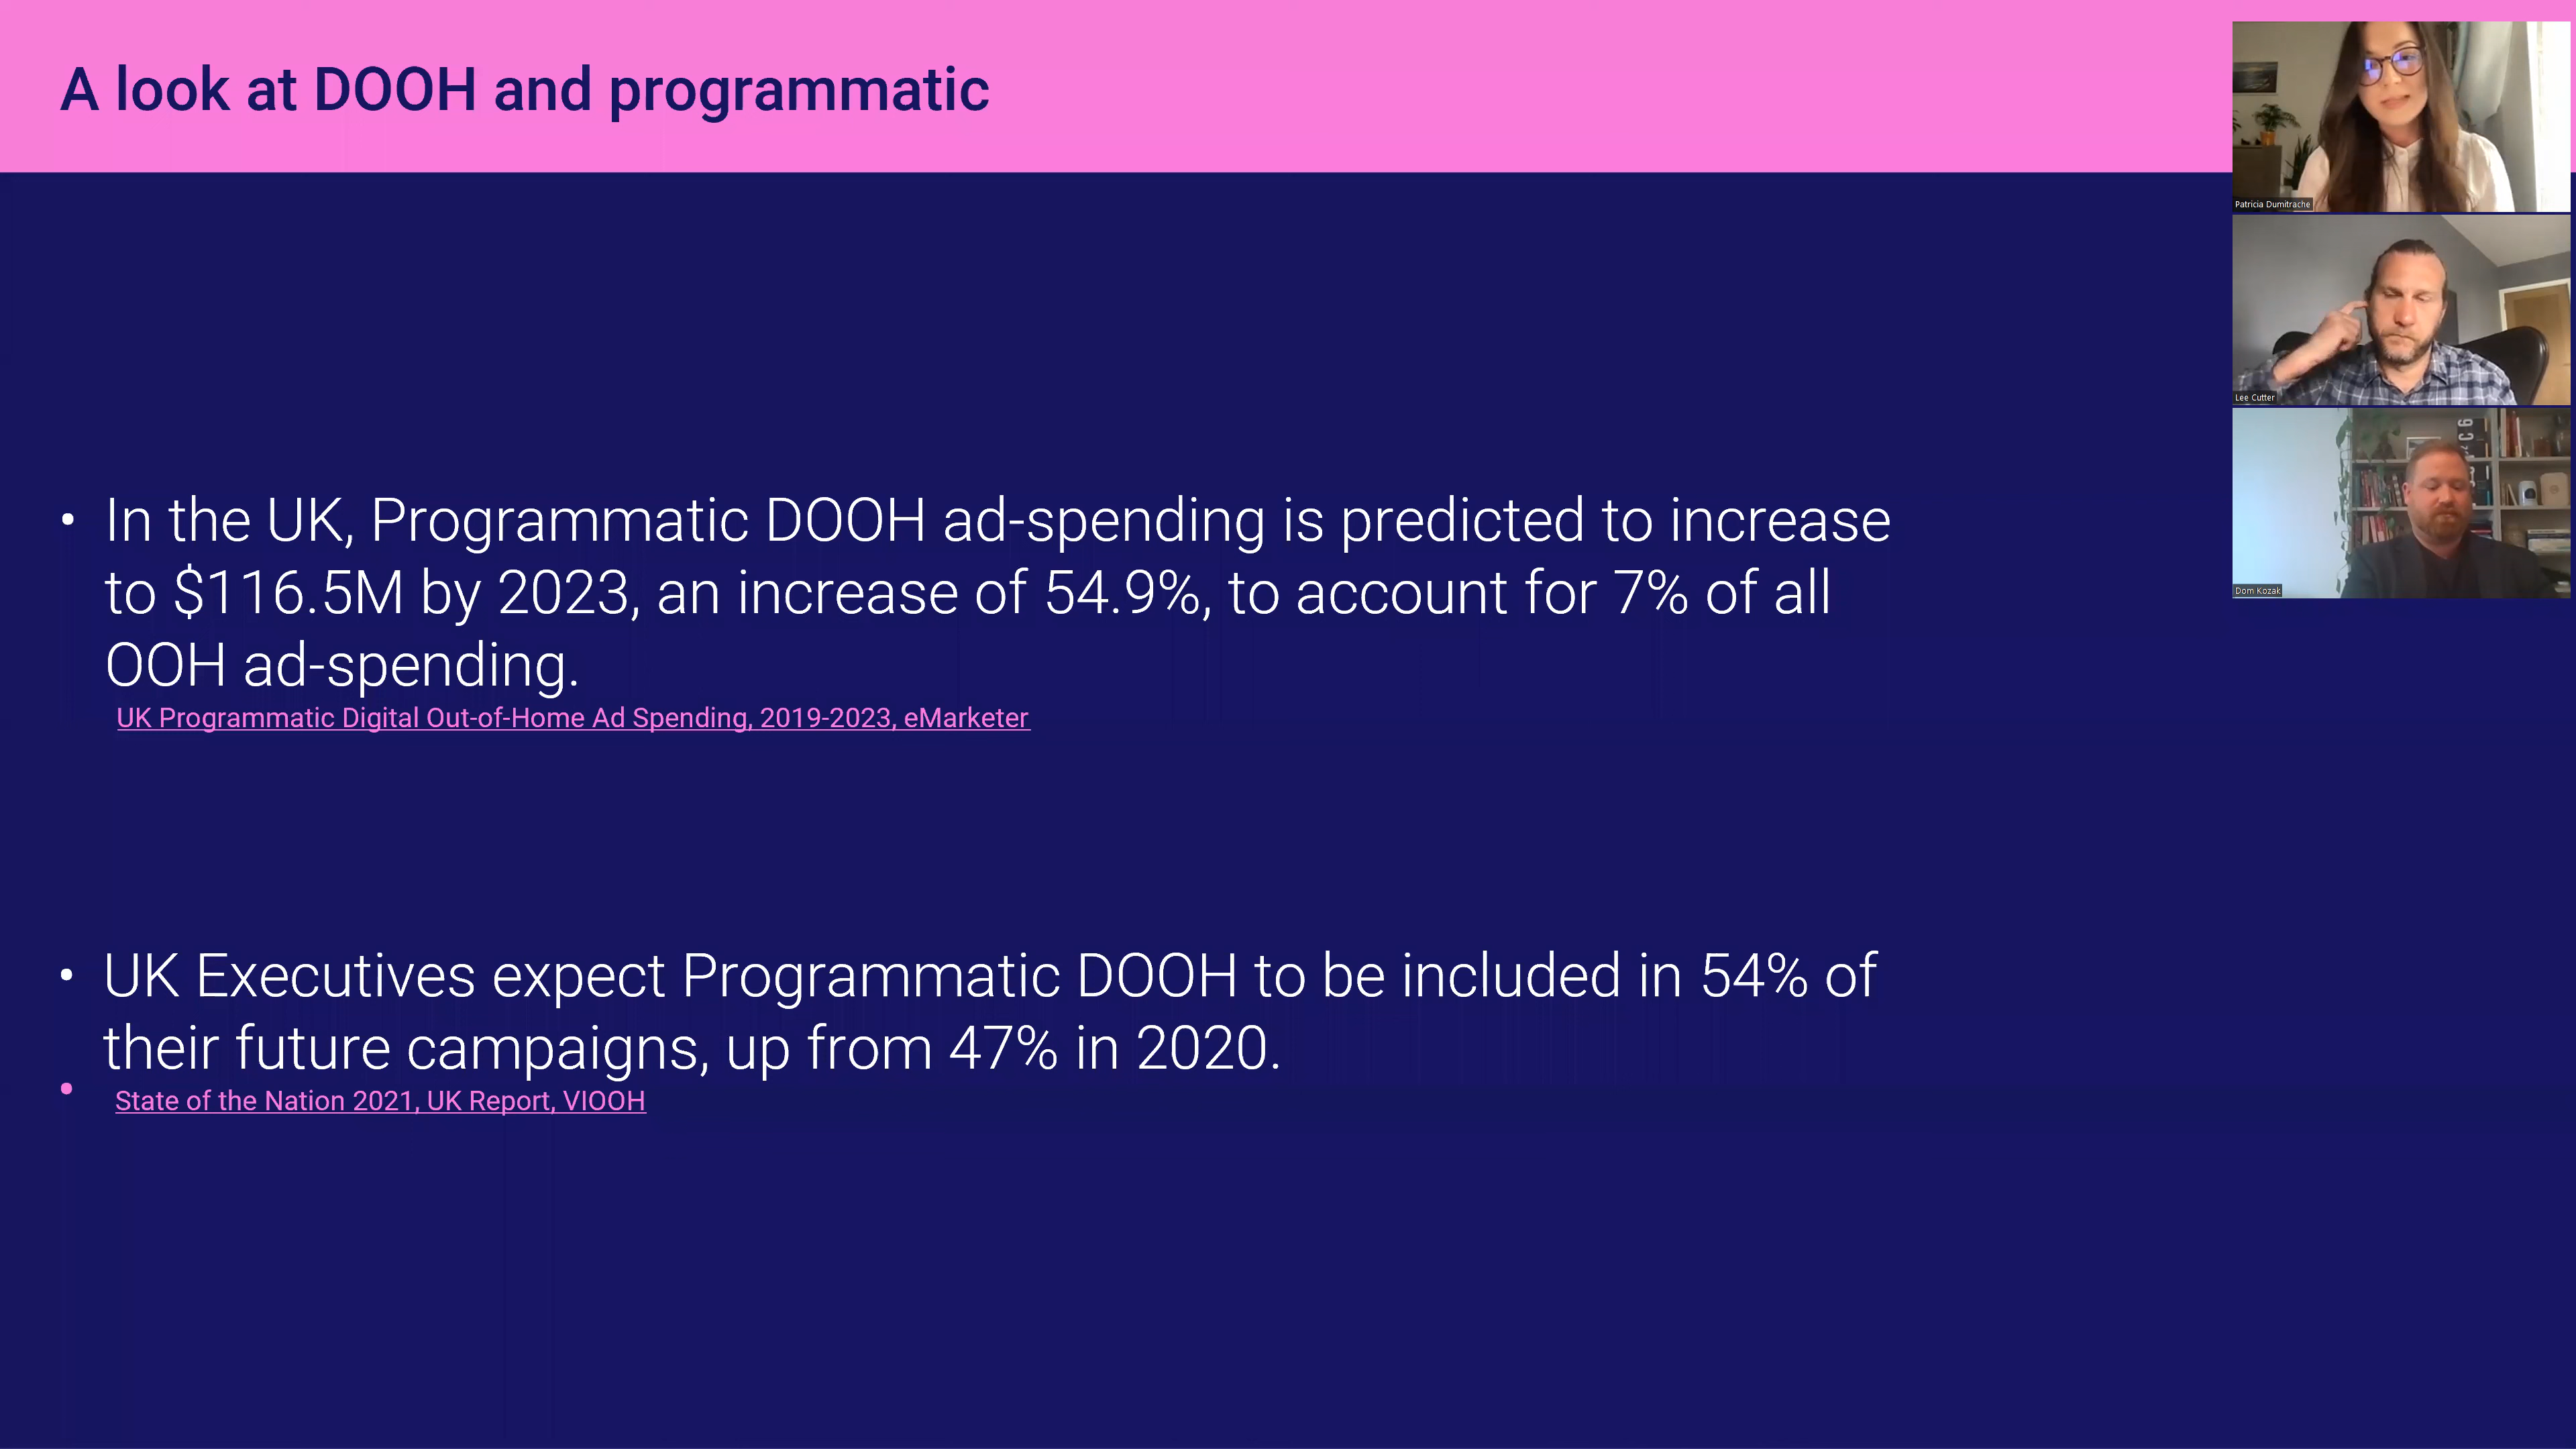 A look at DOOH and programmatic
Patricia Dumitrache
Lee Cutter
Dom Kozak
• In the UK, Programmatic DOOH ad-spending is predicted to increase
to $116.5M by 2023, an increase of 54.9%, to account for 7% of all
OOH ad-spending.
UK Programmatic Digital Out-of-Home Ad Spending, 2019-2023, eMarketer
• UK Executives expect Programmatic DOOH to be included in 54% of
their future campaigns, up from 47% in 2020.
• State of the Nation 2021, UK Report, VIOOH